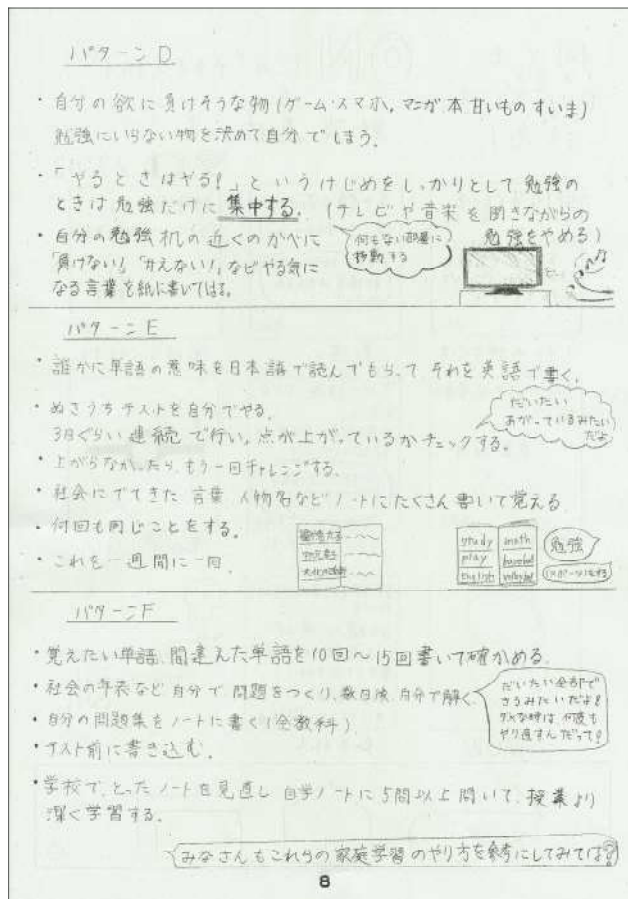 パターンD
・自分の欲に負けそうな物(ゲーム・スマホ,マンガ,本 甘いもの すいま)
勉強にいらない物を決めて自分でしまう.
・「やるときはやる!」というけじめをしっかりとして勉強の
ときは勉強だけに集中する. (テレビや音楽を聞きながらの
勉強をやめる)
・自分の勉強机の近くのかべに
「負けない!」「甘えない!」などやる気に
なる言葉を紙に書いてはる。
何もない部屋に
移動する
パターンE
・誰かに単語の意味を日本語で読んでもらって それを英語で書く.
・ぬきうちテストを自分でやる.
3日ぐらい連続で行い,点が上がっているかチェックする。
だいたい
あがっているみたい
だよ
・上がらなかったら,もう一回チャレンジする.
・社会にでてきた 言葉 人物名などノートにたくさん書いて覚える
・何回も同じことをする。
・これを一週間に一回.
study
play
English
math
baseball
volleyball
勉強
スポーツをする
パターンF
・覚えたい単語,間違えた単語を10回〜15回書いて確かめる.
・社会の年表など自分で問題をつくり,数日後,自分で解く.
・自分の問題集をノートに書く(全教科)
・テスト前に書き込む.
だいたい全部で
きるみたいだよ!
ダメな時は何度も
やり直すんだって!
・学校で,とったノートを見直し 自学ノートに5問以上 問いて,授業より
深く学習する.
みなさんもこれらの家庭学習のやり方を参考にしてみては?
8